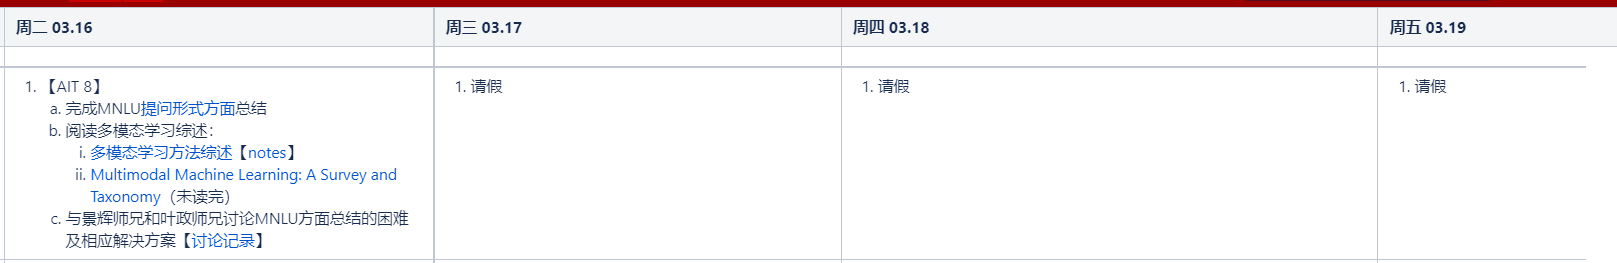 周二 03.16
周三 03.17
周四 03.18
周五 03.19
1. 【AIT 8】
a. 完成MNLU提问形式方面总结
b. 阅读多模态学习综述：
i. 多模态学习方法综述【notes】
ii. Multimodal Machine Learning: A Survey and
Taxonomy（未读完）
c. 与景辉师兄和叶政师兄讨论MNLU方面总结的困难
及相应解决方案【讨论记录】
1. 请假
1. 请假
1. 请假